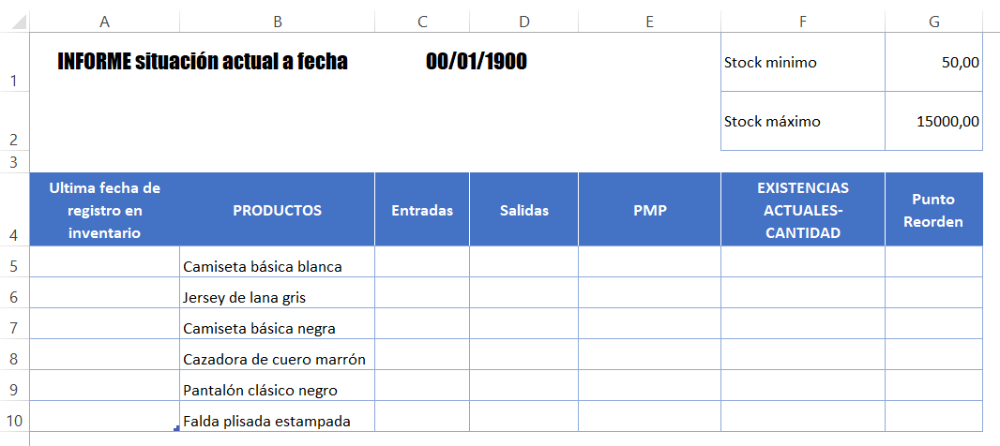 A B C D E F G
1 INFORME situación actual a fecha 00/01/1900 Stock minimo 50,00
2 Stock máximo 15000,00
3
4 Ultima fecha de registro en inventario PRODUCTOS Entradas Salidas PMP EXISTENCIAS ACTUALES-CANTIDAD Punto Reorden
5 Camiseta básica blanca
6 Jersey de lana gris
7 Camiseta básica negra
8 Cazadora de cuero marrón
9 Pantalón clásico negro
10 Falda plisada estampada